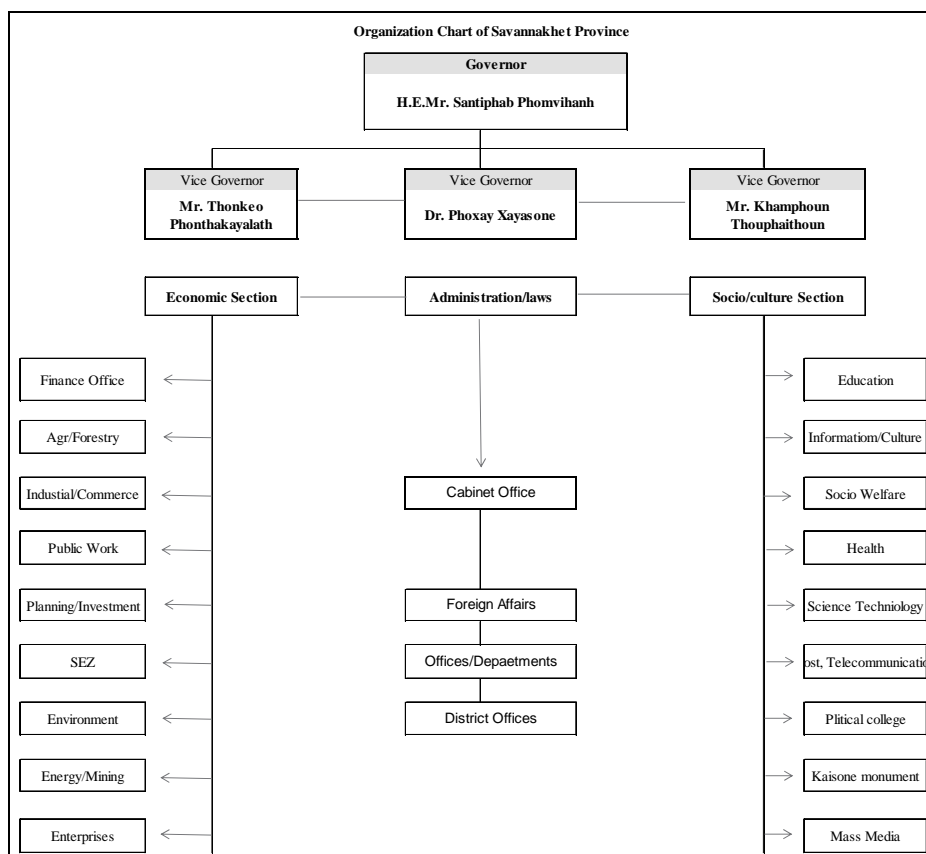 Organization Chart of Savannakhet Province
Governor
H.E.Mr. Santiphab Phomvihanh
Vice Governor
Mr. Thonkeo
Phonthakayalath
Vice Governor
Dr. Phoxay Xayasone
Vice Governor
Mr. Khamphoun
Thouphaithoun
Economic Section
Administration/laws
Socio/culture Section
Finance Office
Agr/Forestry
Industial/Commerce
Public Work
Planning/Investment
SEZ
Environment
Energy/Mining
Enterprises
Cabinet Office
Foreign Affairs
Offices/Depaetments
District Offices
Education
Informatiom/Culture
Socio Welfare
Health
Science Techniology
ost, Telecommunicatio
Plitical college
Kaisone monument
Mass Media